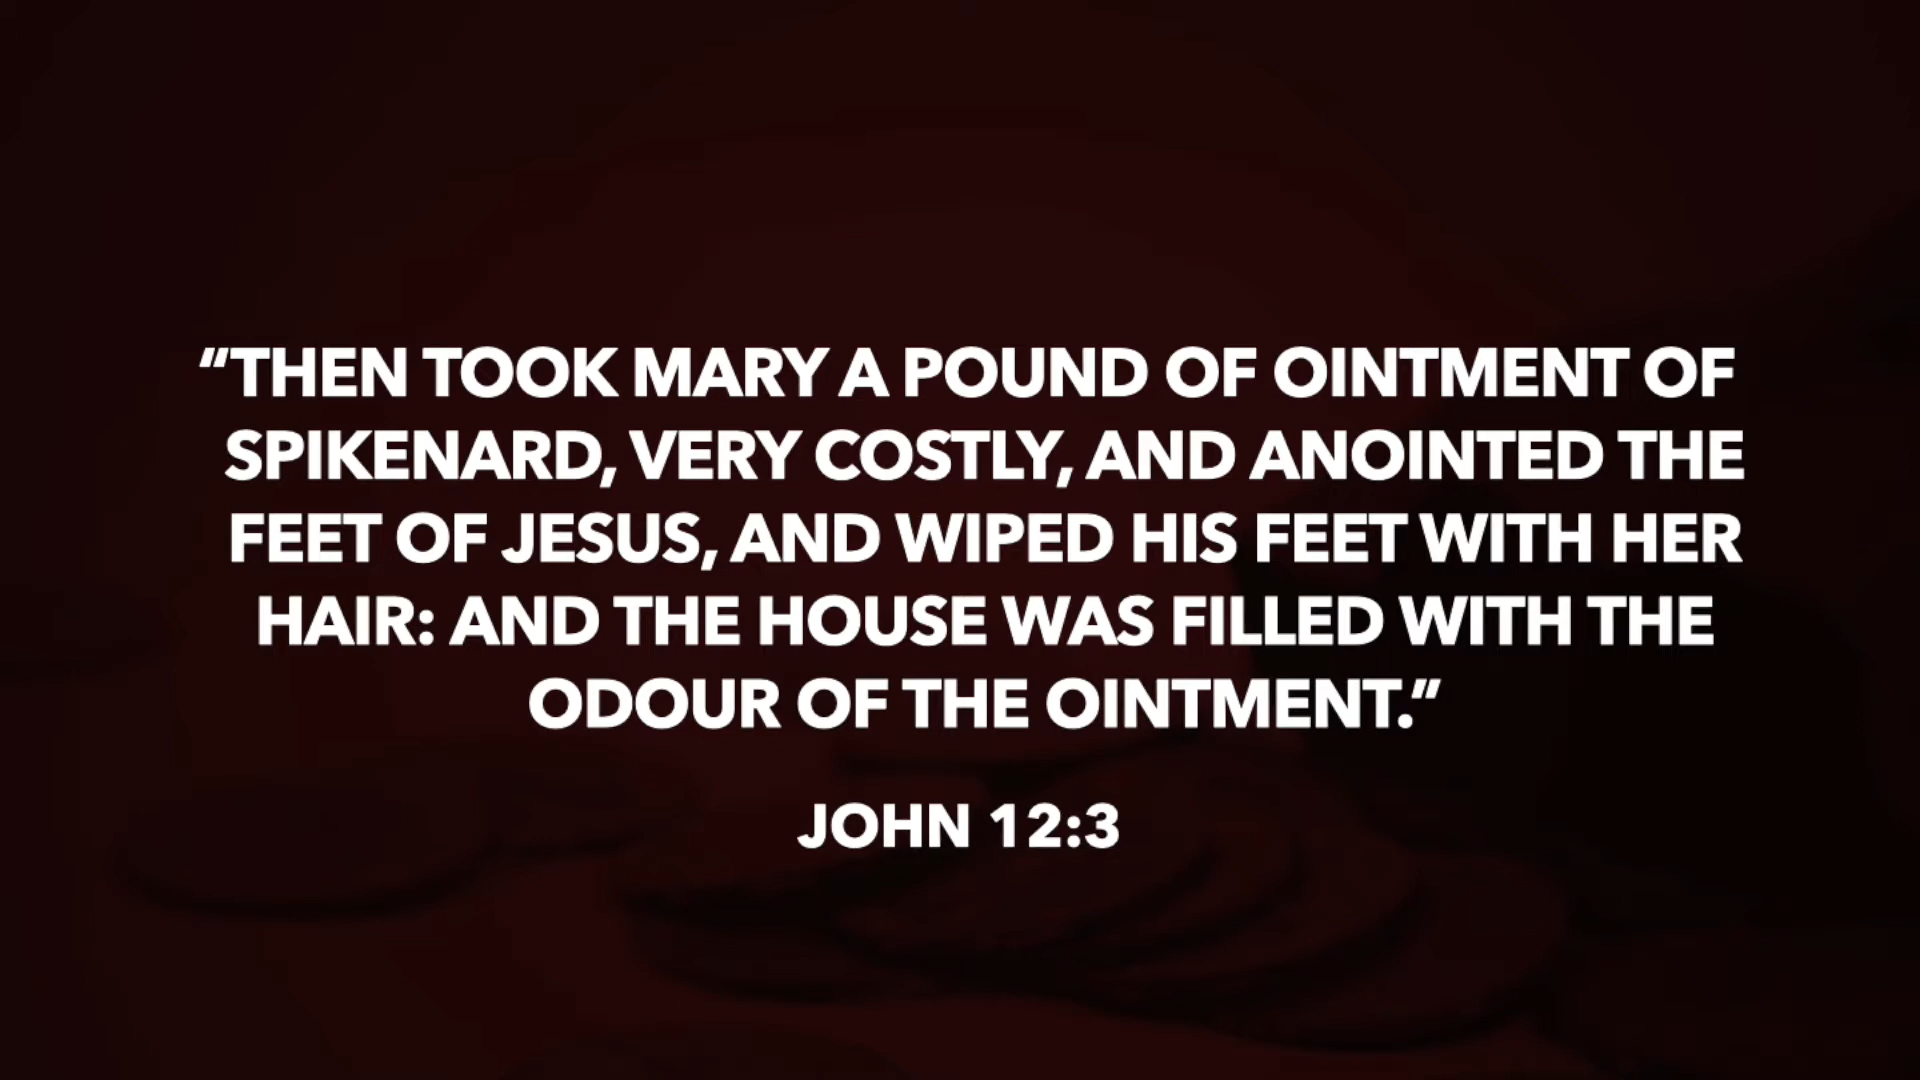 “THEN TOOK MARY A POUND OF OINTMENT OF
SPIKENARD, VERY COSTLY, AND ANOINTED THE
FEET OF JESUS, AND WIPED HIS FEET WITH HER
HAIR: AND THE HOUSE WAS FILLED WITH THE
ODOUR OF THE OINTMENT.”
JOHN 12:3